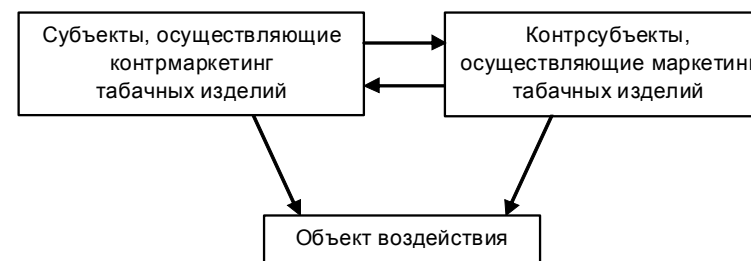 Субъекты, осуществляющие
контрмаркетинг
табачных изделий
Контрсубъекты,
осуществляющие маркетинг
табачных изделий
Объект воздействия